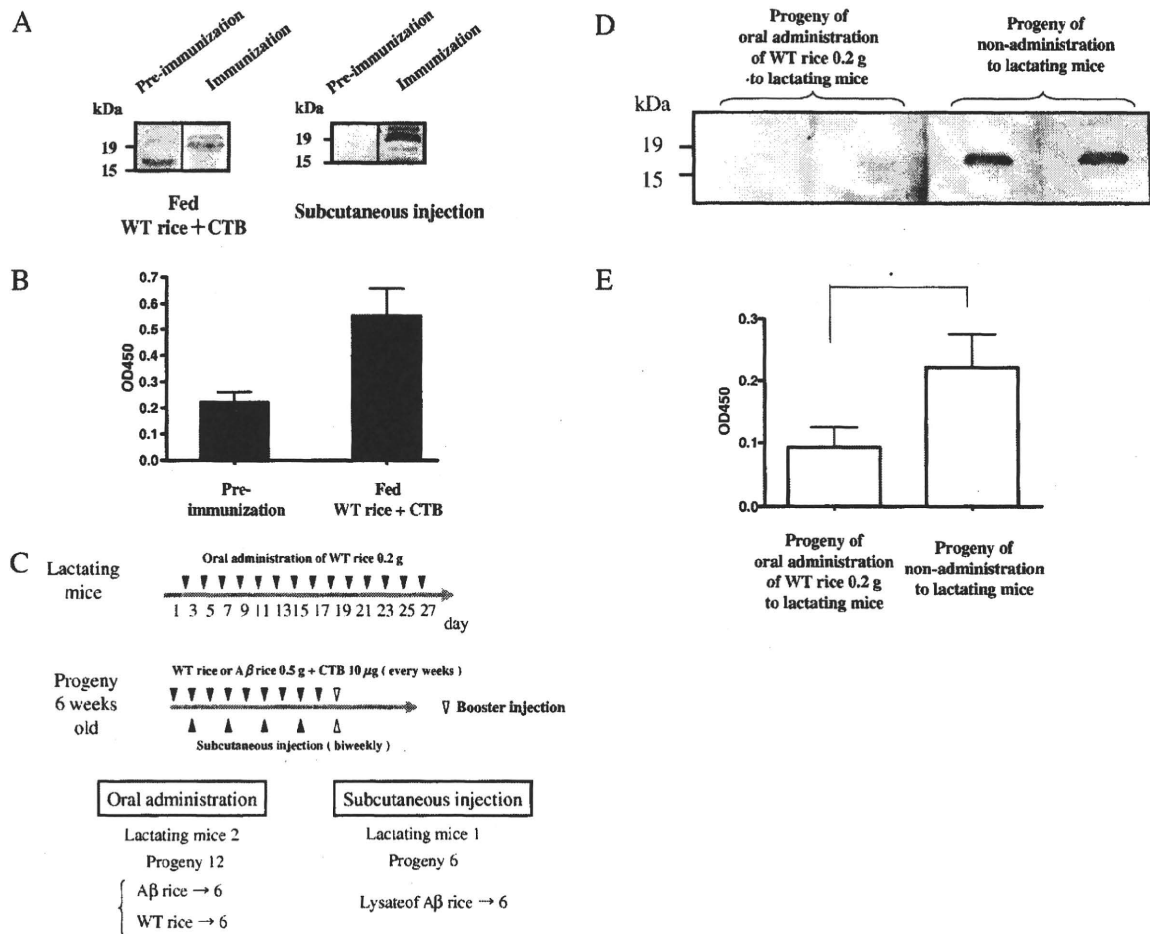 A
Pre-immunization
Immunization
kDa
19
15
Fed
WT rice + CTB
Pre-immunization
Immunization
kDa
19
15
Subcutaneous injection
B
0.7
0.6
0.5
0.4
0.3
0.2
0.1
0.0
OD450
Pre-
immunization
Fed
WT rice + CTB
C
Lactating
mice
Oral administration of WT rice 0.2 g
1 3 5 7 9 11 13 15 17 19 21 23 25 27
day
Progeny
6 weeks
old
WT rice or Aβ rice 0.5 g + CTB 10 μg ( every weeks )
Booster injection
Subcutaneous injection ( biweekly )
Oral administration
Lactating mice 2
Progeny 12
Aβ rice → 6
WT rice → 6
Subcutaneous injection
Lactating mice 1
Progeny 6
Lysateof Aβ rice → 6
D
Progeny of
oral administration
of WT rice 0.2 g
to lactating mice
Progeny of
non-administration
to lactating mice
kDa
19
15
E
0.3
0.2
0.1
0.0
OD450
Progeny of
oral administration
of WT rice 0.2 g
to lactating mice
Progeny of
non-administration
to lactating mice